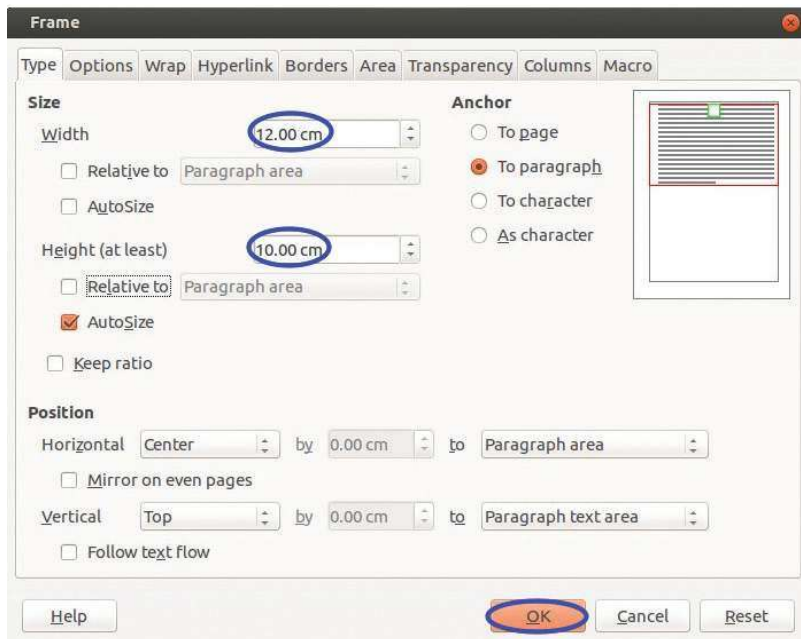 Frame
Type Options Wrap Hyperlink Borders Area Transparency Columns Macro
Size
Width 12.00 cm
Relative to Paragraph area
AutoSize
Height (at least) 10.00 cm
Relative to Paragraph area
AutoSize
Keep ratio
Anchor
To page
To paragraph
To character
As character
Position
Horizontal Center by 0.00 cm to Paragraph area
Mirror on even pages
Vertical Top by 0.00 cm to Paragraph text area
Follow text flow
Help OK Cancel Reset